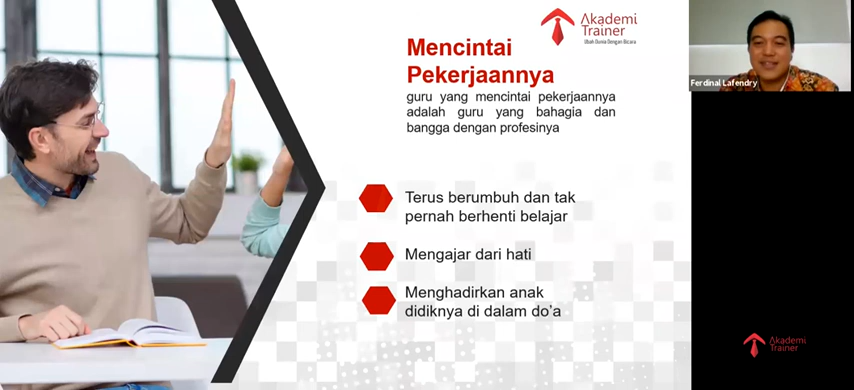 Akademi
Trainer
Ubah Dunia Dengan Bicara
Mencintai
Pekerjaannya
guru yang mencintai pekerjaannya
adalah guru yang bahagia dan
bangga dengan profesinya
Terus berumbuh dan tak
pernah berhenti belajar
Mengajar dari hati
Menghadirkan anak
didiknya di dalam do'a
Ferdinal Lafendry
Akademi
Trainer